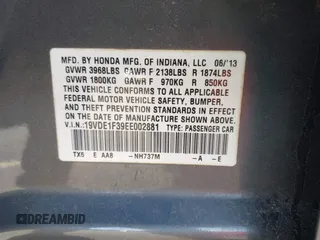 MFD. BY HONDA MFG. OF INDIANA, LLC 06/13
GVWR 3968LBS GAWR F 2138LBS R 1874LBS
GVWR 1800KG GAWR F 970KG R 850KG
THIS VEHICLE CONFORMS TO ALL APPLICABLE
FEDERAL MOTOR VEHICLE SAFETY, BUMPER,
AND THEFT PREVENTION STANDARDS IN EFFECT
ON THE DATE OF MANUFACTURE SHOWN ABOVE.
V.I.N.: 19VDE1F39EE002881 TYPE: PASSENGER CAR
TX6 E AA8 -NH737M -A -E
© DREAMBID